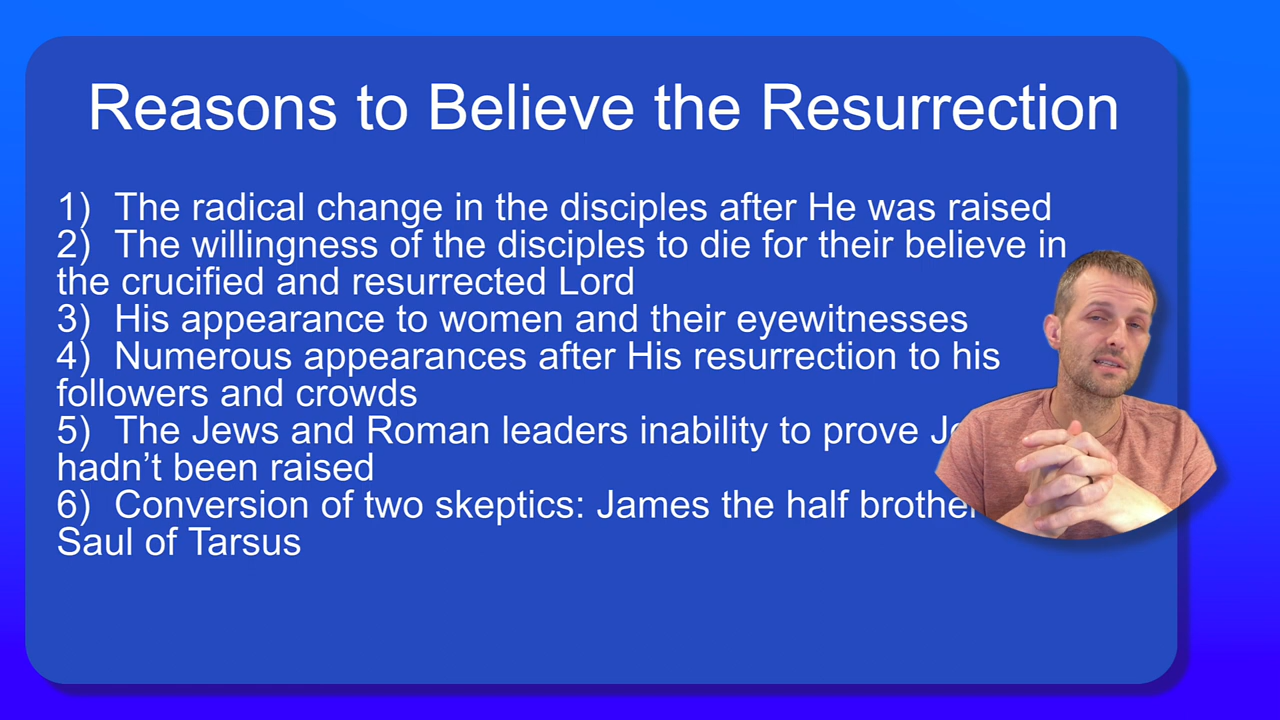 Reasons to Believe the Resurrection
1) The radical change in the disciples after He was raised
2) The willingness of the disciples to die for their believe in
the crucified and resurrected Lord
3) His appearance to women and their eyewitnesses
4) Numerous appearances after His resurrection to his
followers and crowds
5) The Jews and Roman leaders inability to prove
hadn’t been raised
6) Conversion of two skeptics: James the half brother
Saul of Tarsus